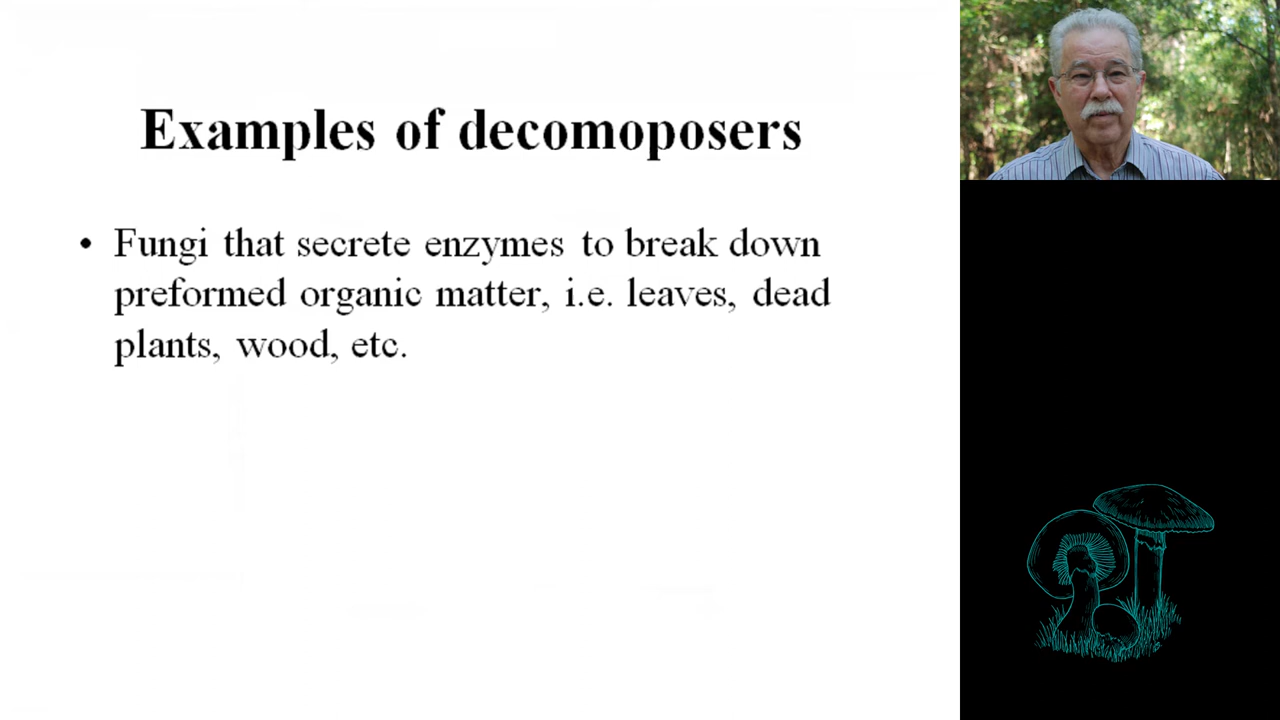 Examples of decomoposers
• Fungi that secrete enzymes to break down
preformed organic matter, i.e. leaves, dead
plants, wood, etc.